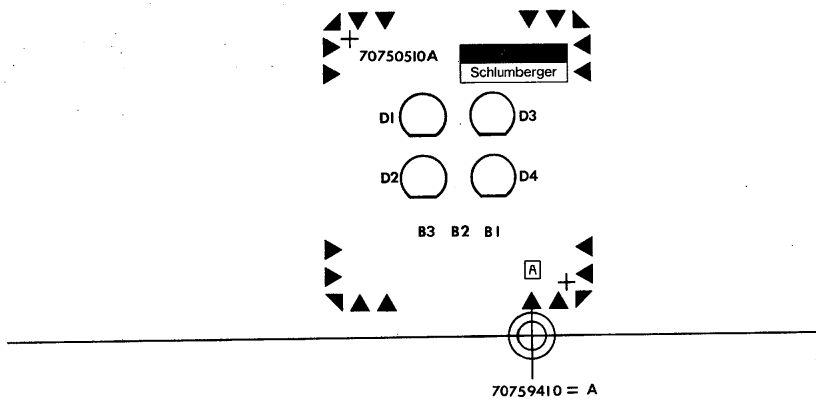 70750510A
Schlumberger
D1 D3
D2 D4
B3 B2 B1
A
70759410 = A